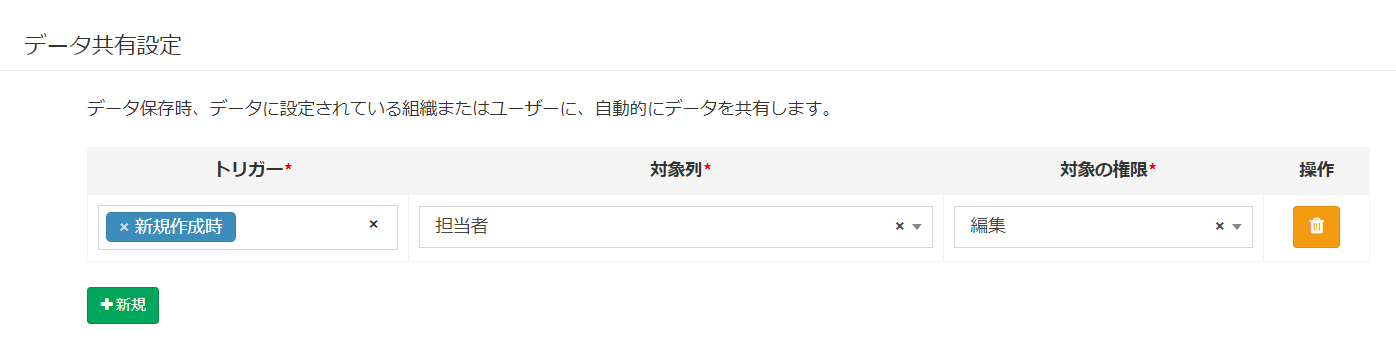 データ共有設定
データ保存時、データに設定されている組織またはユーザーに、自動的にデータを共有します。
トリガー* 対象列* 対象の権限* 操作
×新規作成時 × 担当者 × 編集 ×
+新規